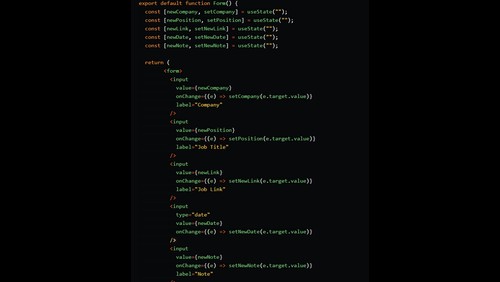 export default function Form() {
const [newCompany, setCompany] = useState("");
const [newPosition, setPosition] = useState("");
const [newLink, setNewLink] = useState("");
const [newDate, setNewDate] = useState("");
const [newNote, setNewNote] = useState("");
return (
<form>
<input
value={newCompany}
onChange={(e) => setCompany(e.target.value)}
label="Company"
/>
<input
value={newPosition}
onChange={(e) => setPosition(e.target.value)}
label="Job Title"
/>
<input
value={newLink}
onChange={(e) => setNewLink(e.target.value)}
label="Job Link"
/>
<input
type="date"
value={newDate}
onChange={(e) => setNewDate(e.target.value)}
/>
<input
value={newNote}
onChange={(e) => setNewNote(e.target.value)}
label="Note"
/>